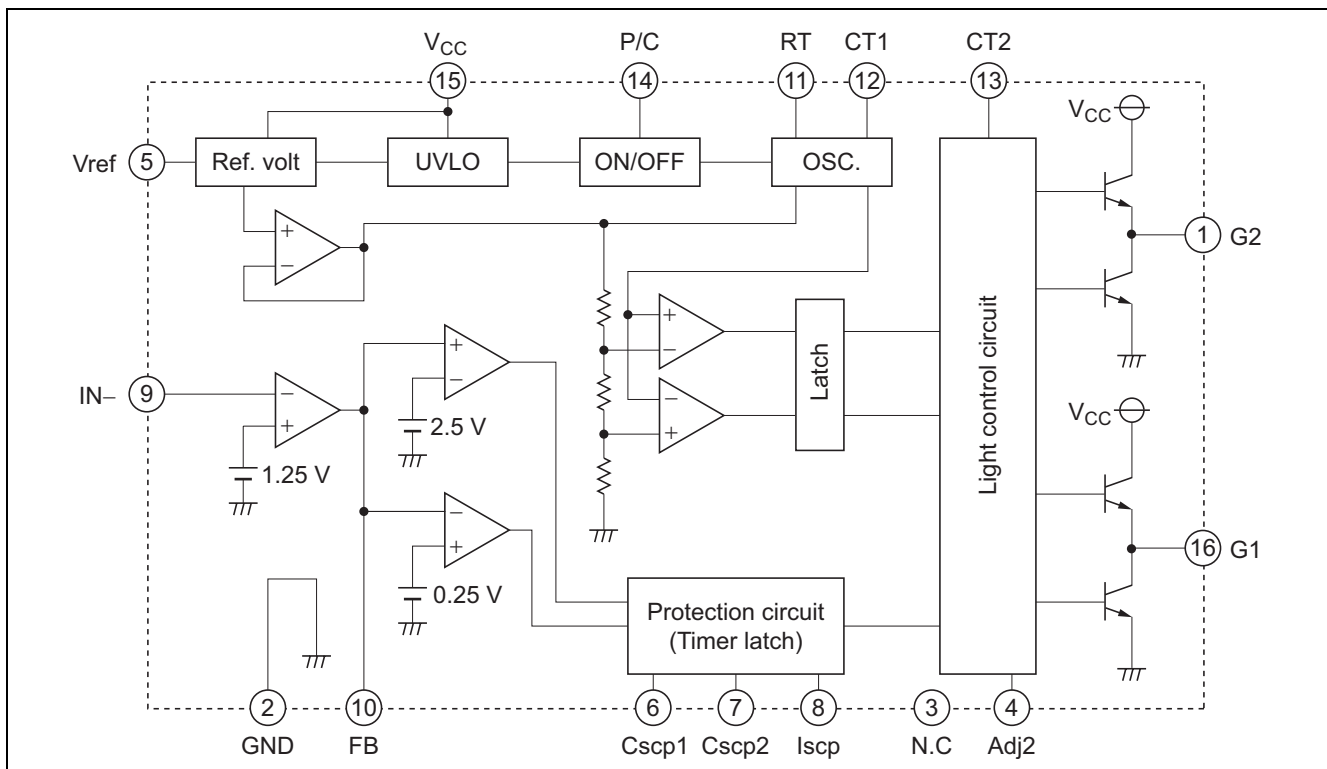 VCC
P/C
RT
CT1
CT2
15
14
11
12
13
VCC
Vref
5
Ref. volt
UVLO
ON/OFF
OSC.
+
−
1
G2
+
−
−
+
Latch
Light control circuit
IN−
9
−
+
1.25 V
+
−
2.5 V
VCC
−
+
0.25 V
16
G1
Protection circuit
(Timer latch)
2
10
6
7
8
3
4
GND
FB
Cscp1
Cscp2
Iscp
N.C
Adj2